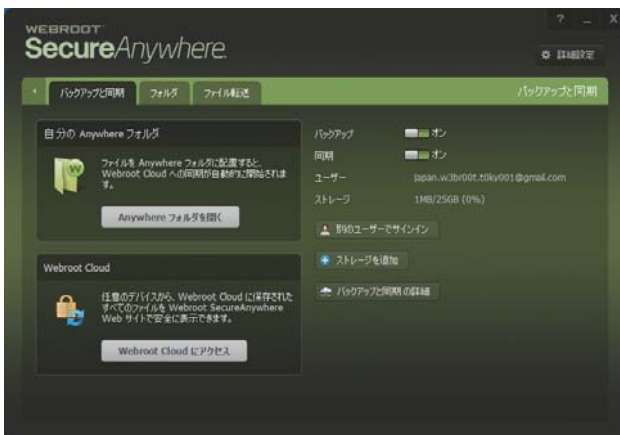 WEBROOT
SecureAnywhere.
? _ X
詳細設定
バックアップと同期
フォルダ
ファイル転送
バックアップと同期
自分の Anywhere フォルダ
ファイルを Anywhere フォルダに配置すると、
Webroot Cloud への同期が自動的に開始されま
す。
Anywhere フォルダを開く
Webroot Cloud
任意のデバイスから、Webroot Cloud に保存された
すべてのファイルを Webroot SecureAnywhere
Web サイトで安全に表示できます。
Webroot Cloud にアクセス
バックアップ オン
同期 オン
ユーザー japan.w3br00t.t0ky001@gmail.com
ストレージ 1MB/25GB (0%)
別のユーザーでサインイン
ストレージを追加
バックアップと同期 の詳細